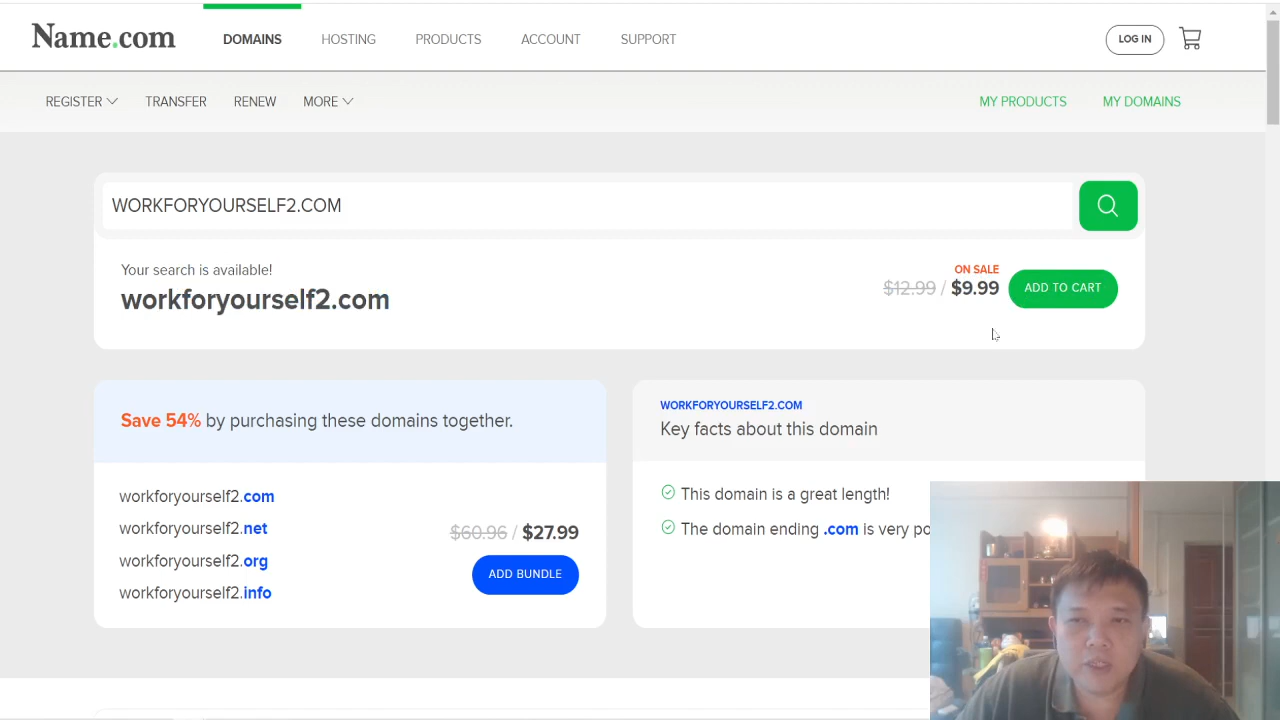 Name.com
DOMAINS
HOSTING
PRODUCTS
ACCOUNT
SUPPORT
LOG IN
REGISTER
TRANSFER
RENEW
MORE
MY PRODUCTS
MY DOMAINS
WORKFORYOURSELF2.COM
Your search is available!
workforyourself2.com
ON SALE
$12.99 / $9.99
ADD TO CART
Save 54% by purchasing these domains together.
workforyourself2.com
workforyourself2.net
workforyourself2.org
workforyourself2.info
$60.96 / $27.99
ADD BUNDLE
WORKFORYOURSELF2.COM
Key facts about this domain
This domain is a great length!
The domain ending .com is very